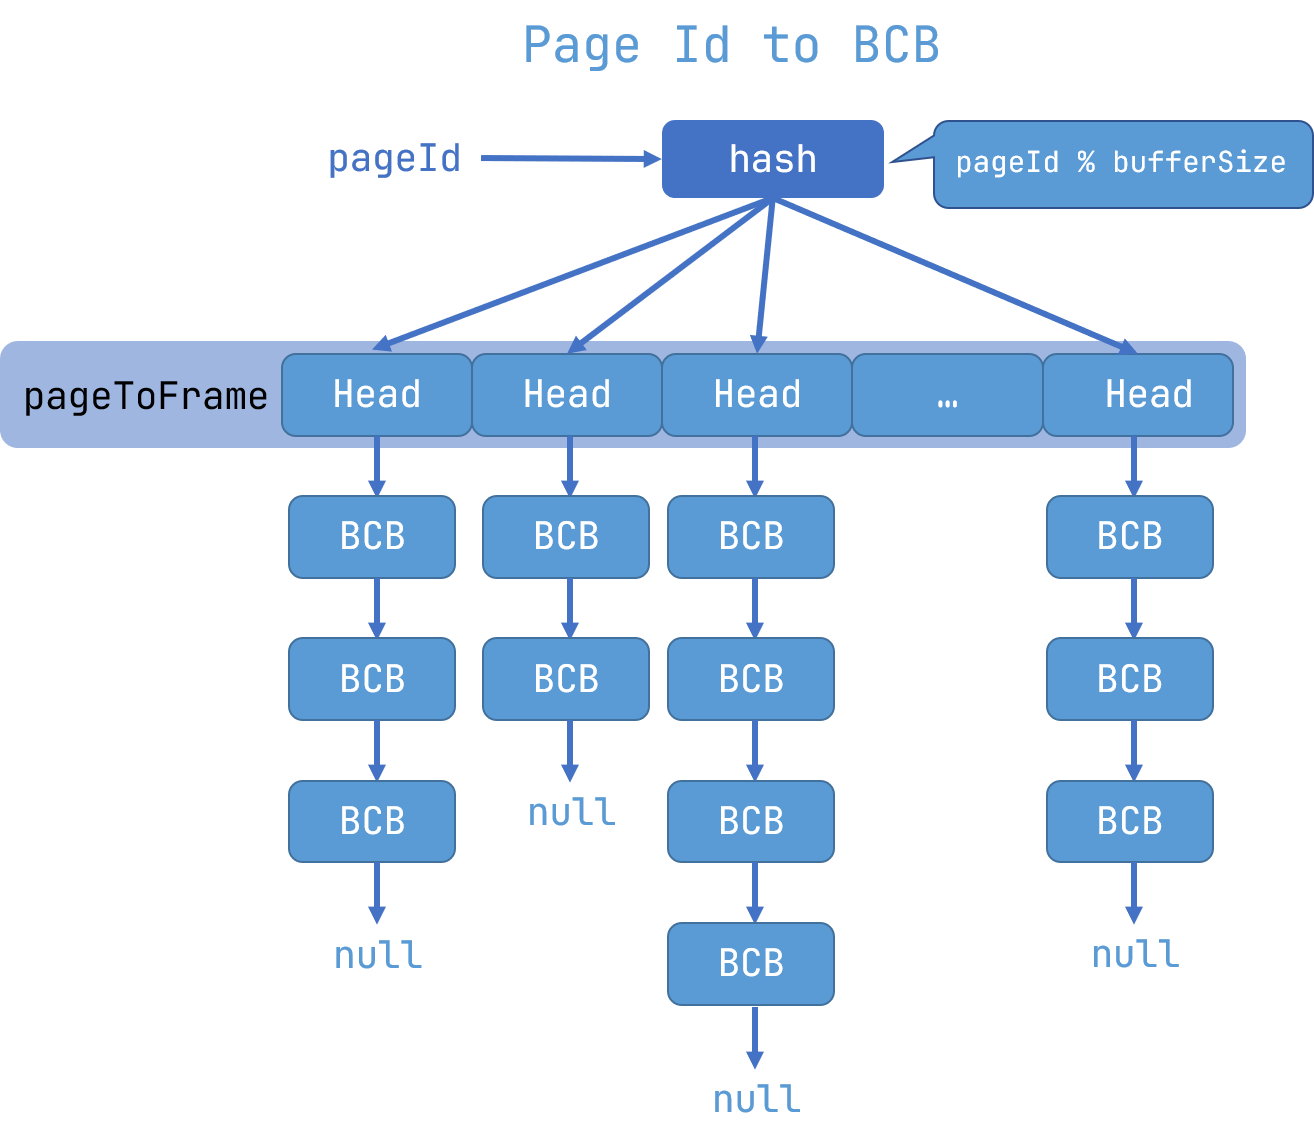 Page Id to BCB
pageId
hash
pageId % bufferSize
pageToFrame
Head
Head
Head
…
Head
BCB
BCB
BCB
BCB
BCB
BCB
BCB
BCB
BCB
null
BCB
BCB
null
BCB
null
null